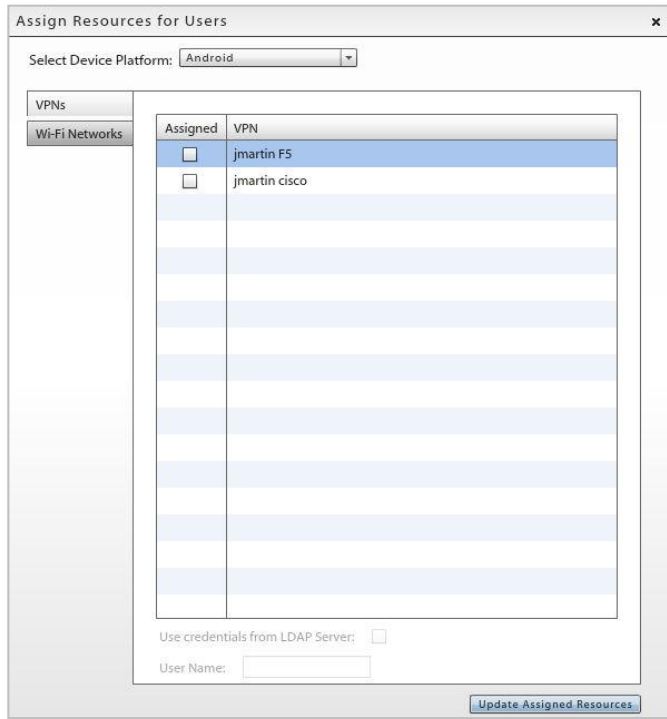 Assign Resources for Users
Select Device Platform: Android
VPNs
Wi-Fi Networks
Assigned VPN
jmartin F5
jmartin cisco
Use credentials from LDAP Server:
User Name:
Update Assigned Resources